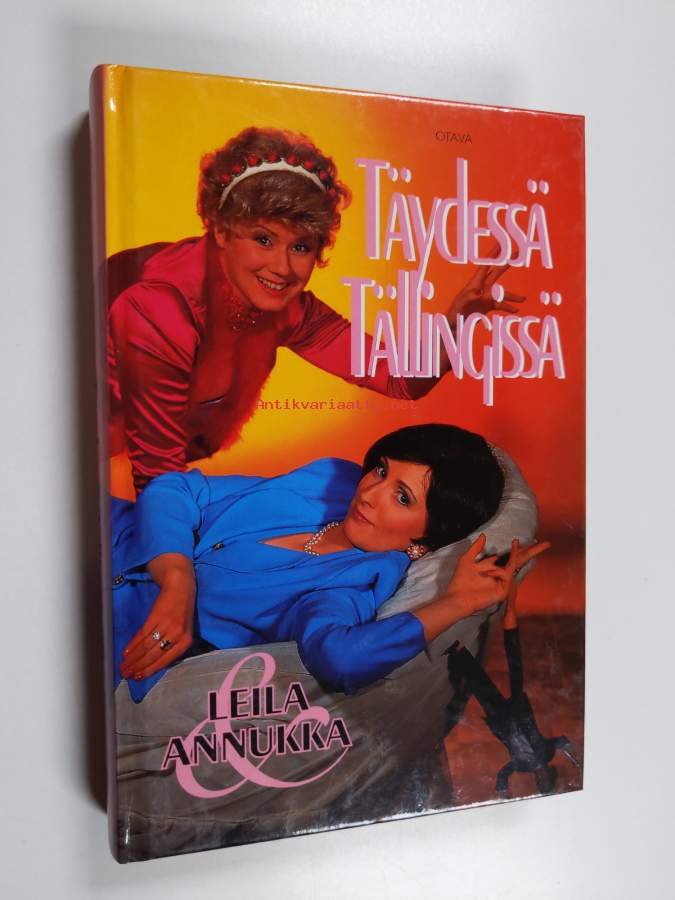 OTAVA
TÄYDESSÄ
TÄLLINGISSÄ
Antikvariaatti.net
LEILA
&
ANNUKKA